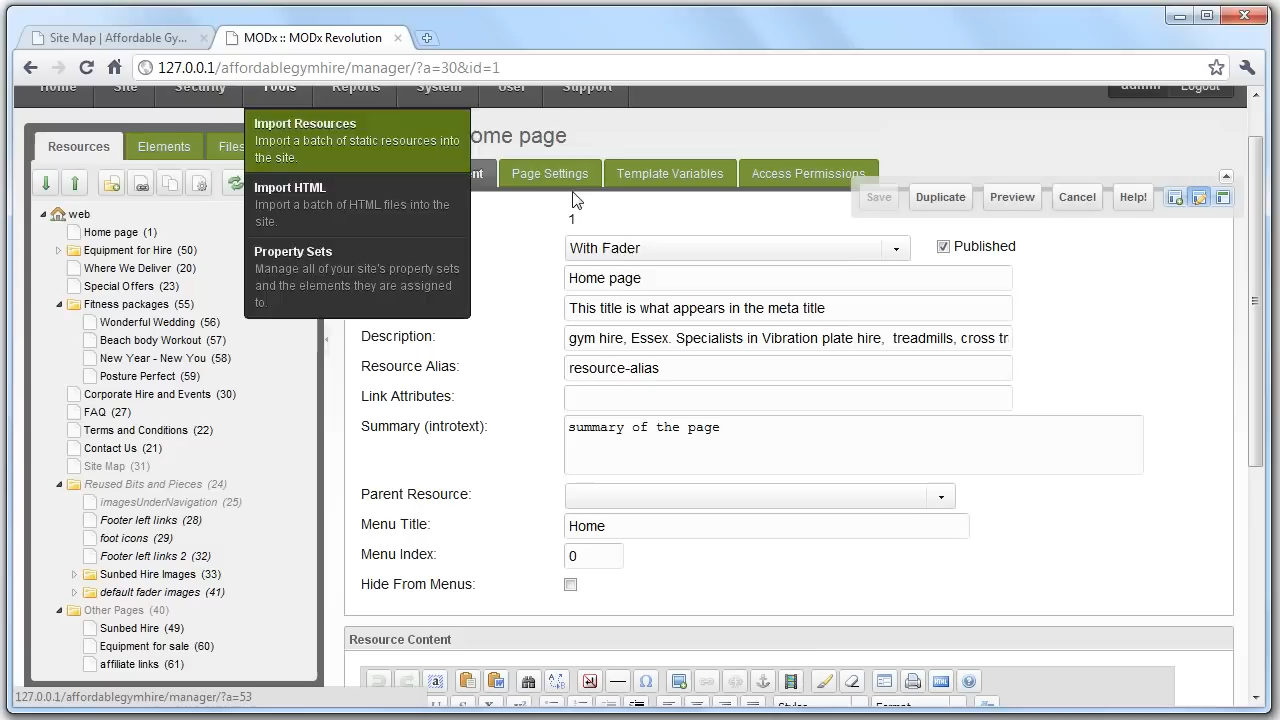 Site Map | Affordable Gy...
MODx :: MODx Revolution
127.0.0.1/affordablegymhire/manager/?a=30&id=1
Home
Site
Security
Tools
Reports
System
User
Support
admin
Logout
Import Resources
Import a batch of static resources into
the site.
Import HTML
Import a batch of HTML files into the
site.
Property Sets
Manage all of your site's property sets
and the elements they are assigned
to.
Resources
Elements
Files
web
Home page (1)
Equipment for Hire (50)
Where We Deliver (20)
Special Offers (23)
Fitness packages (55)
Wonderful Wedding (56)
Beach body Workout (57)
New Year - New You (58)
Posture Perfect (59)
Corporate Hire and Events (30)
FAQ (27)
Terms and Conditions (22)
Contact Us (21)
Site Map (31)
Reused Bits and Pieces (24)
imagesUnderNavigation (25)
Footer left links (28)
foot icons (29)
Footer left links 2 (32)
Sunbed Hire Images (33)
default fader images (41)
Other Pages (40)
Sunbed Hire (49)
Equipment for sale (60)
affiliate links (61)
127.0.0.1/affordablegymhire/manager/?a=53
ome page
nt
Page Settings
Template Variables
Access Permissions
Save
Duplicate
Preview
Cancel
Help!
1
With Fader
Published
Home page
This title is what appears in the meta title
Description:
gym hire, Essex. Specialists in Vibration plate hire, treadmills, cross tr
Resource Alias:
resource-alias
Link Attributes:
Summary (introtext):
summary of the page
Parent Resource:
Menu Title:
Home
Menu Index:
0
Hide From Menus:
Resource Content
HTML
Styles
Format